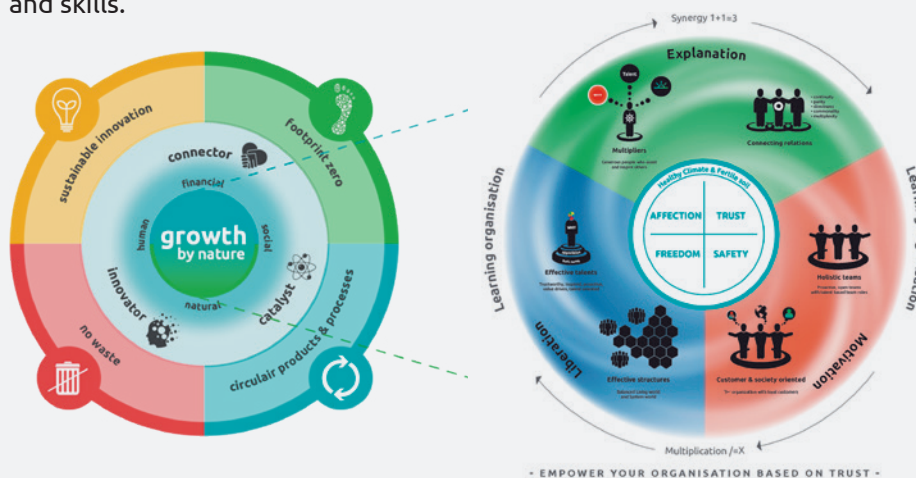 and skills.
sustainable innovation
footprint zero
connector
financial
human
social
growth
by nature
natural
innovator
catalyst
no waste
circulair products & processes
Synergy 1+1=3
Explanation
Talent
Multipliers
Connecting relations
Learning organisation
Healthy Climate & Fertile soil
AFFECTION
TRUST
FREEDOM
SAFETY
Effective talents
Holistic teams
Liberation
Motivation
Effective structures
Customer & society oriented
Multiplication /=X
- EMPOWER YOUR ORGANISATION BASED ON TRUST -